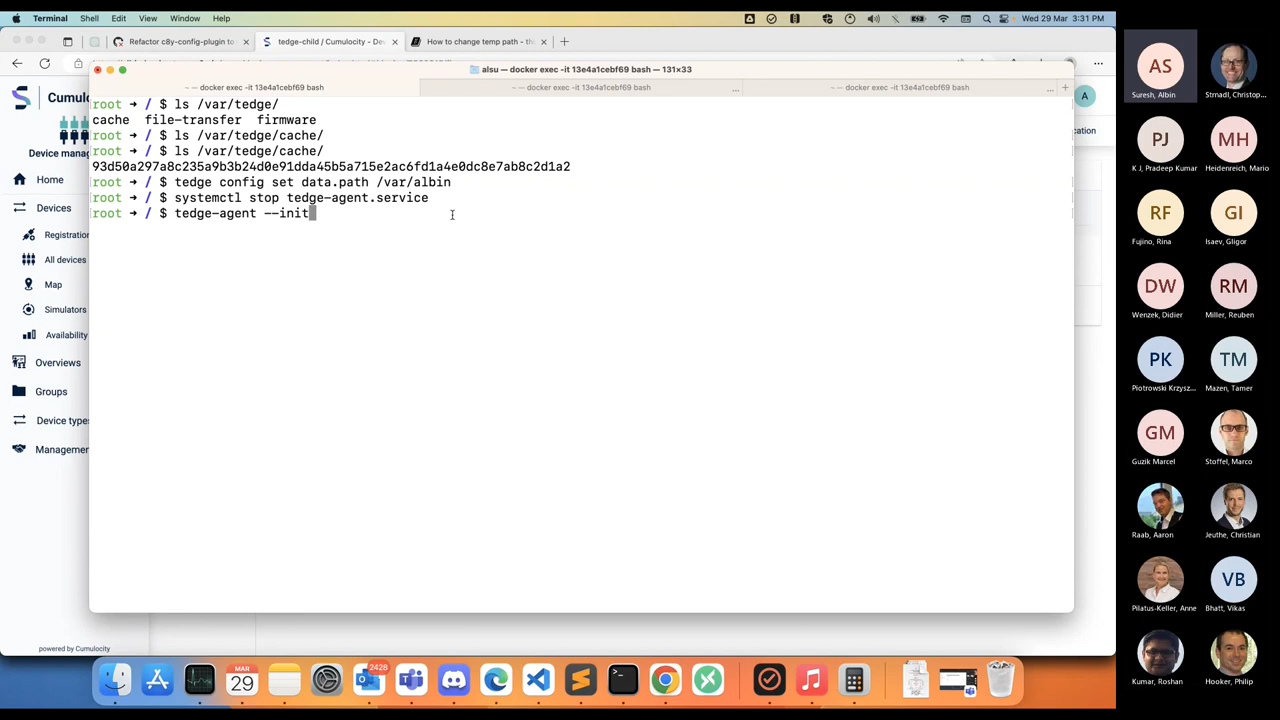 Terminal Shell Edit View Window Help
Wed 29 Mar 3:31 PM
Refactor c8y-config-plugin to
tedge-child / Cumulocity - Dev
How to change temp path - the
alsu — docker exec -it 13e4a1cebf69 bash — 131×33
~ — docker exec -it 13e4a1cebf69 bash
~ — docker exec -it 13e4a1cebf69 bash
...
~ — docker exec -it 13e4a1cebf69 bash
...
root ➜ / $ ls /var/tedge/
cache file-transfer firmware
root ➜ / $ ls /var/tedge/cache/
root ➜ / $ ls /var/tedge/cache/
93d50a297a8c235a9b3b24d0e91dda45b5a715e2ac6fd1a4e0dc8e7ab8c2d1a2
root ➜ / $ tedge config set data.path /var/albin
root ➜ / $ systemctl stop tedge-agent.service
root ➜ / $ tedge-agent --init
Cumu
Device manag
Home
Devices
Registration
All devices
Map
Simulators
Availability
Overviews
Groups
Device types
Managemen
powered by Cumulocity
A
cation
2428
MAR
29
AS
Suresh, Albin
Strnadl, Christop...
PJ
K J, Pradeep Kumar
MH
Heidenreich, Mario
RF
Fujino, Rina
GI
Isaev, Gligor
DW
Wenzek, Didier
RM
Miller, Reuben
PK
Piotrowski Krzysz...
TM
Mazen, Tamer
GM
Guzik Marcel
Stoffel, Marco
Raab, Aaron
Jeuthe, Christian
Pilatus-Keller, Anne
VB
Bhatt, Vikas
Kumar, Roshan
Hooker, Philip